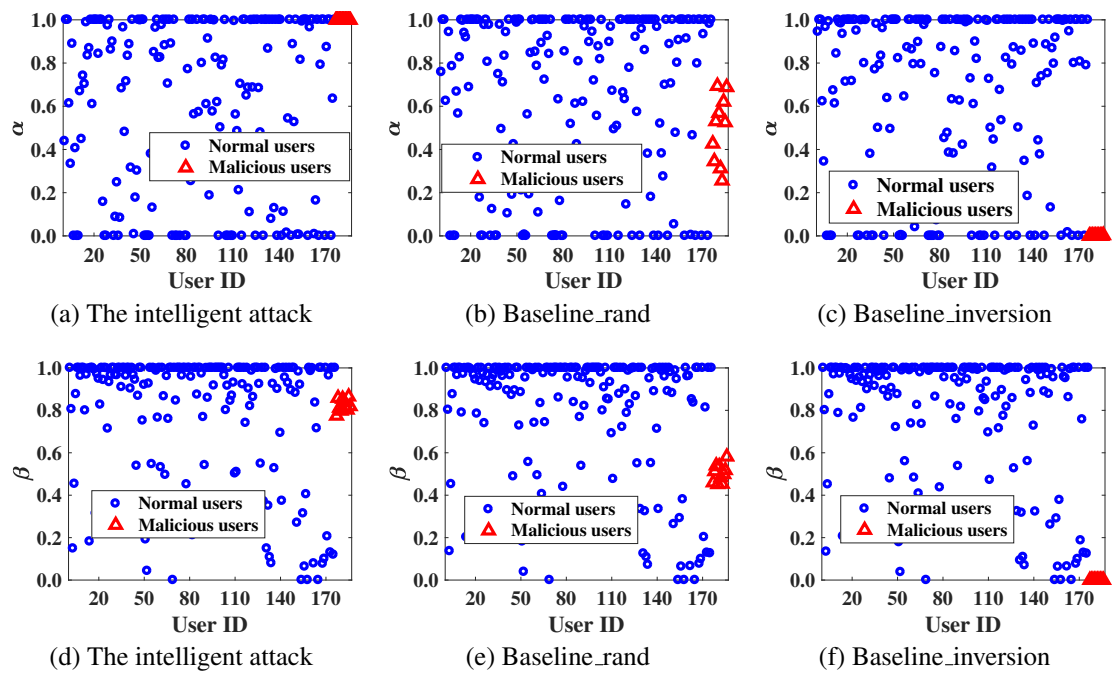 1.0
0.8
0.6
0.4
0.2
0.0
α
Normal users
Malicious users
20 50 80 110 140 170
User ID
(a) The intelligent attack
1.0
0.8
0.6
0.4
0.2
0.0
α
Normal users
Malicious users
20 50 80 110 140 170
User ID
(b) Baseline_rand
1.0
0.8
0.6
0.4
0.2
0.0
α
Normal users
Malicious users
20 50 80 110 140 170
User ID
(c) Baseline_inversion
1.0
0.8
0.6
0.4
0.2
0.0
β
Normal users
Malicious users
20 50 80 110 140 170
User ID
(d) The intelligent attack
1.0
0.8
0.6
0.4
0.2
0.0
β
Normal users
Malicious users
20 50 80 110 140 170
User ID
(e) Baseline_rand
1.0
0.8
0.6
0.4
0.2
0.0
β
Normal users
Malicious users
20 50 80 110 140 170
User ID
(f) Baseline_inversion